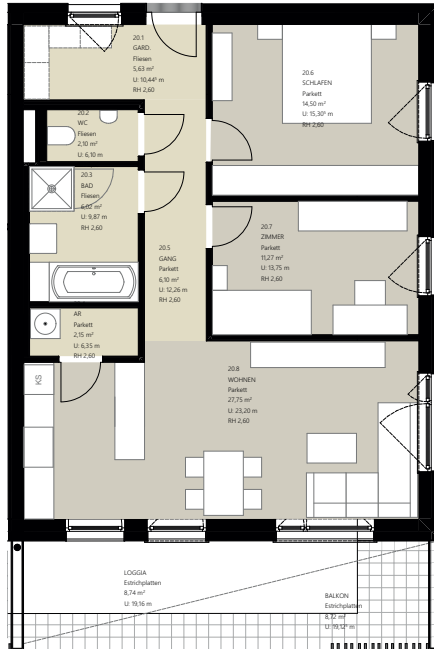 20.1
GARD.
Fliesen
5,63 m²
U: 10,44⁵ m
RH 2,60
20.6
SCHLAFEN
Parkett
14,50 m²
U: 15,30⁵ m
RH 2,60
20.2
WC
Fliesen
2,10 m²
U: 6,10 m
20.3
BAD
Fliesen
6,02 m²
U: 9,87 m
RH 2,60
20.5
GANG
Parkett
6,10 m²
U: 12,26 m
RH 2,60
20.7
ZIMMER
Parkett
11,27 m²
U: 13,75 m
RH 2,60
AR
Parkett
2,15 m²
U: 6,35 m
RH 2,60
20.8
WOHNEN
Parkett
27,75 m²
U: 23,20 m
RH 2,60
KS
LOGGIA
Estrichplatten
8,74 m²
U: 19,16 m
BALKON
Estrichplatten
8,72 m²
U: 19,12⁵ m